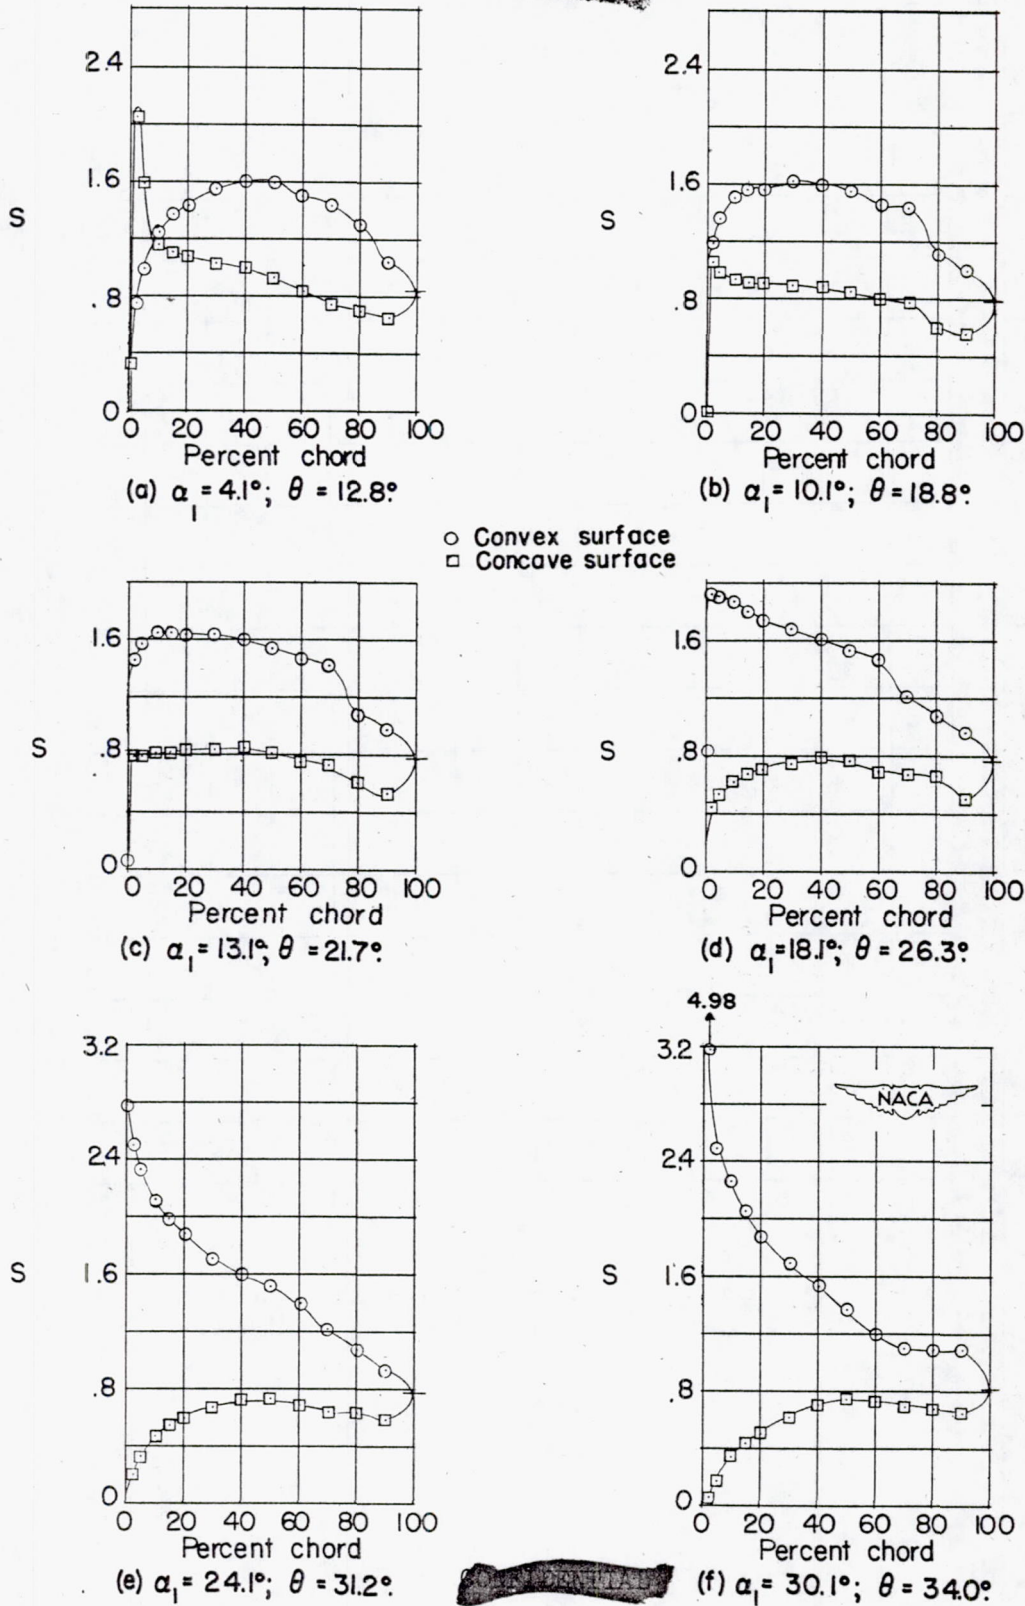 2.4
1.6
S
.8
0
0 20 40 60 80 100
Percent chord
(a) α₁ = 4.1°; θ = 12.8°.
2.4
1.6
S
.8
0
0 20 40 60 80 100
Percent chord
(b) α₁ = 10.1°; θ = 18.8°.
Convex surface
Concave surface
1.6
S
.8
0
0 20 40 60 80 100
Percent chord
(c) α₁ = 13.1°; θ = 21.7°.
1.6
S
.8
0
0 20 40 60 80 100
Percent chord
(d) α₁ = 18.1°; θ = 26.3°.
3.2
2.4
S
1.6
.8
0
0 20 40 60 80 100
Percent chord
(e) α₁ = 24.1°; θ = 31.2°.
4.98
3.2
NACA
2.4
S
1.6
.8
0
0 20 40 60 80 100
Percent chord
(f) α₁ = 30.1°; θ = 34.0°.